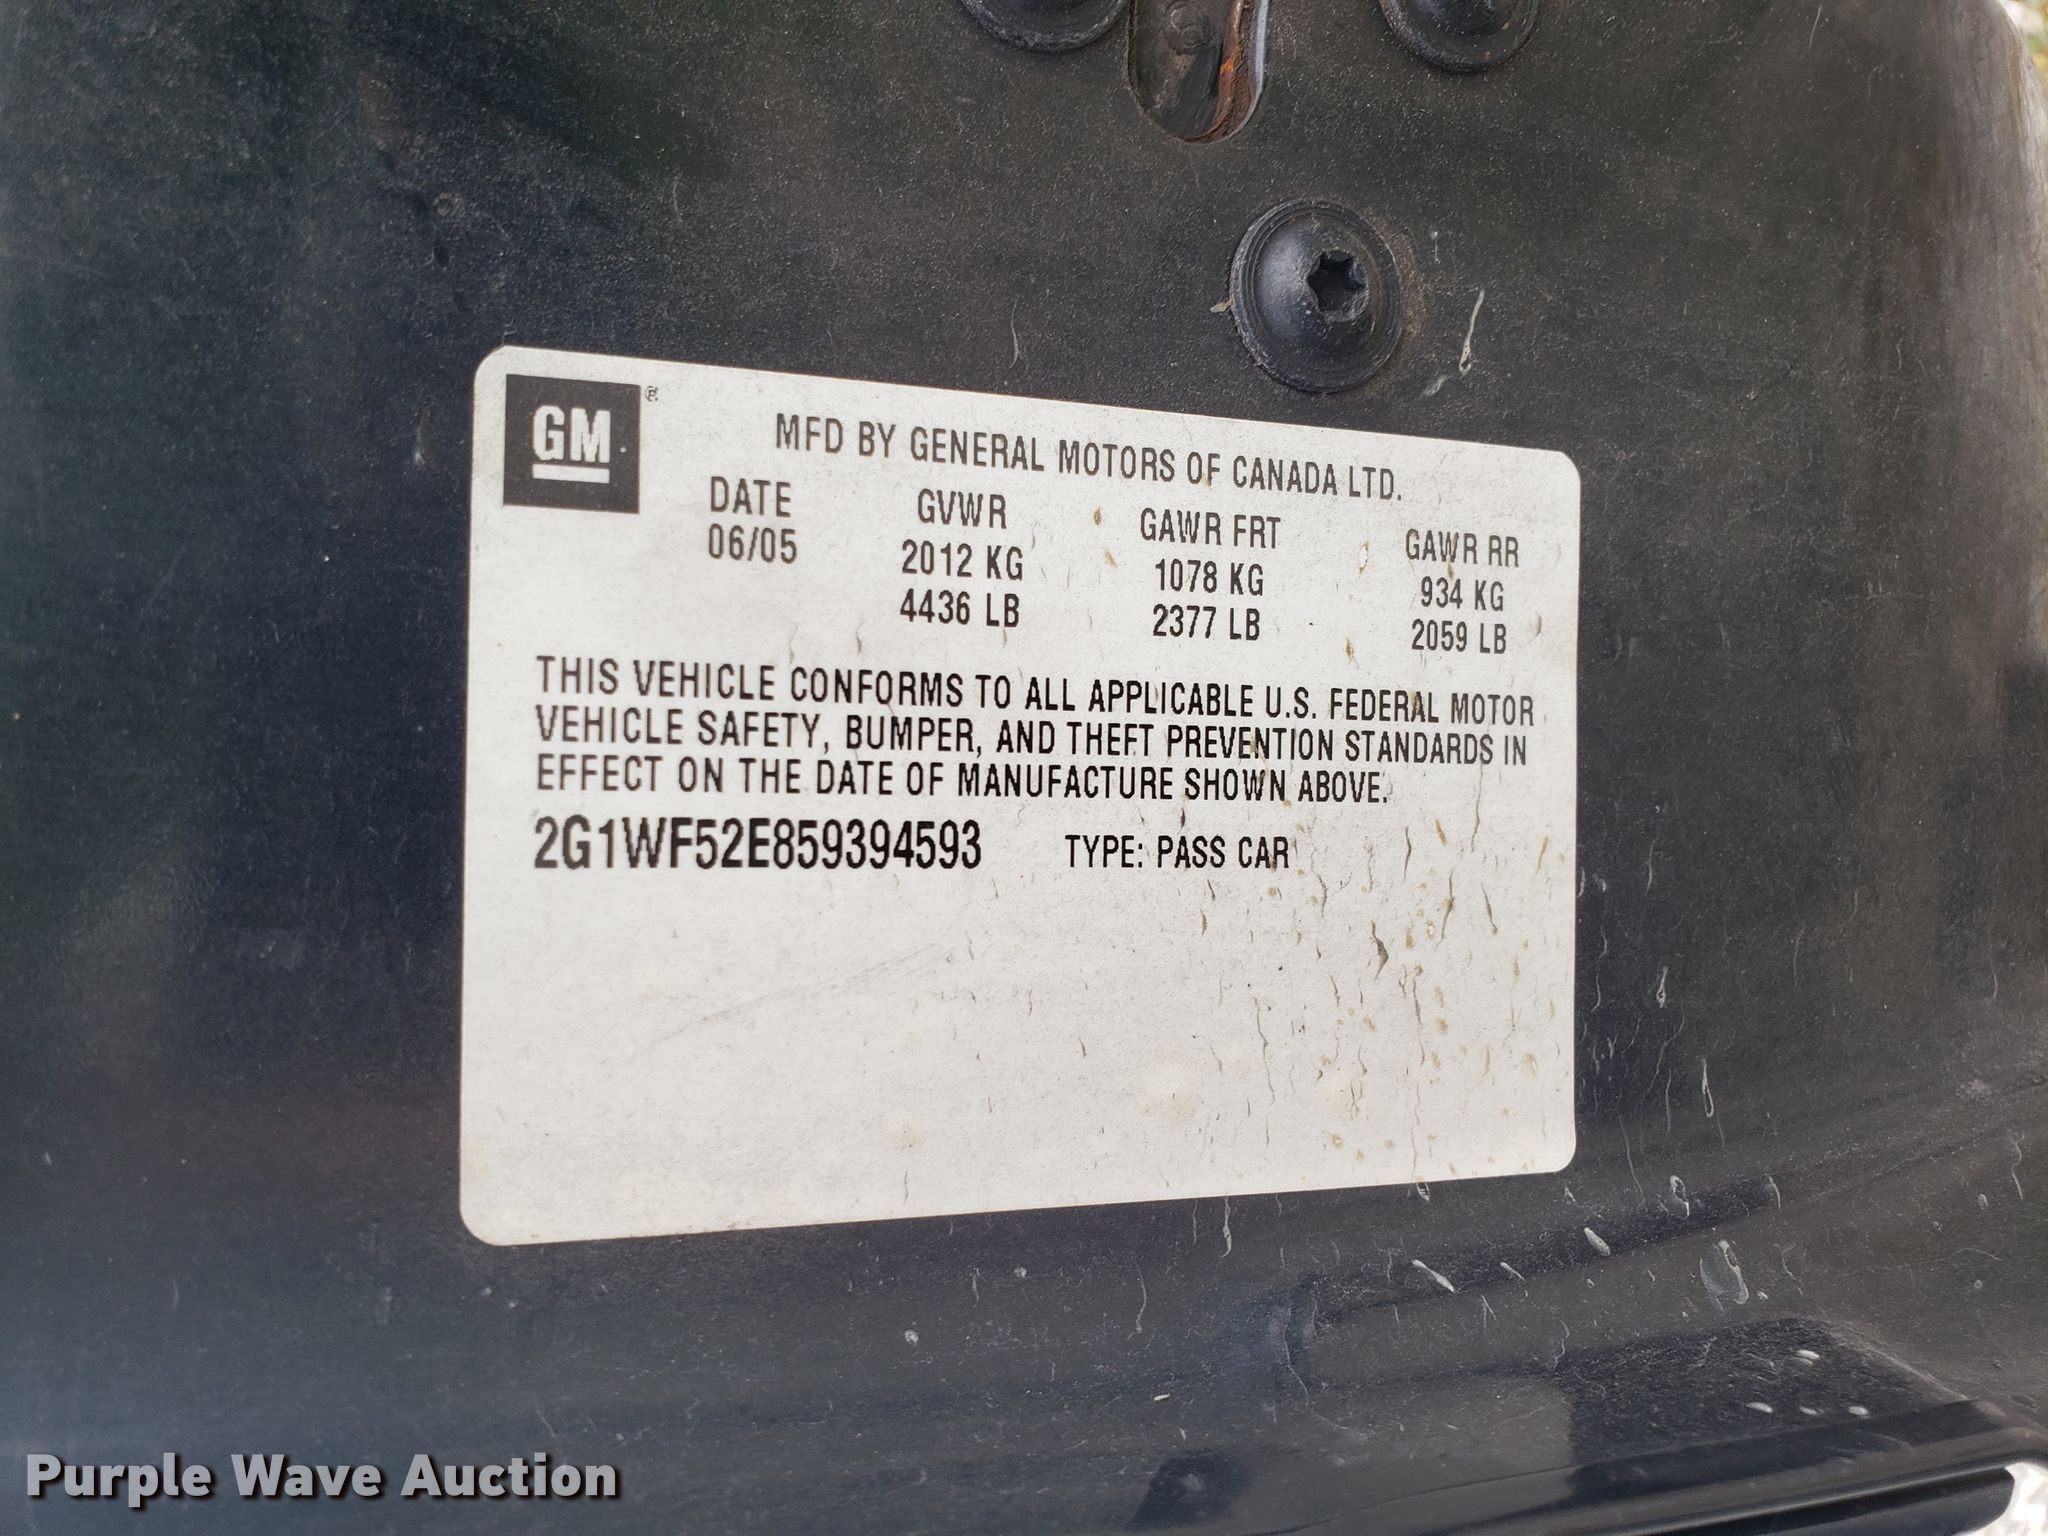 GM ®
MFD BY GENERAL MOTORS OF CANADA LTD.
DATE GVWR GAWR FRT GAWR RR
06/05 2012 KG 1078 KG 934 KG
4436 LB 2377 LB 2059 LB
THIS VEHICLE CONFORMS TO ALL APPLICABLE U.S. FEDERAL MOTOR
VEHICLE SAFETY, BUMPER, AND THEFT PREVENTION STANDARDS IN
EFFECT ON THE DATE OF MANUFACTURE SHOWN ABOVE.
2G1WF52E859394593 TYPE: PASS CAR
Purple Wave Auction